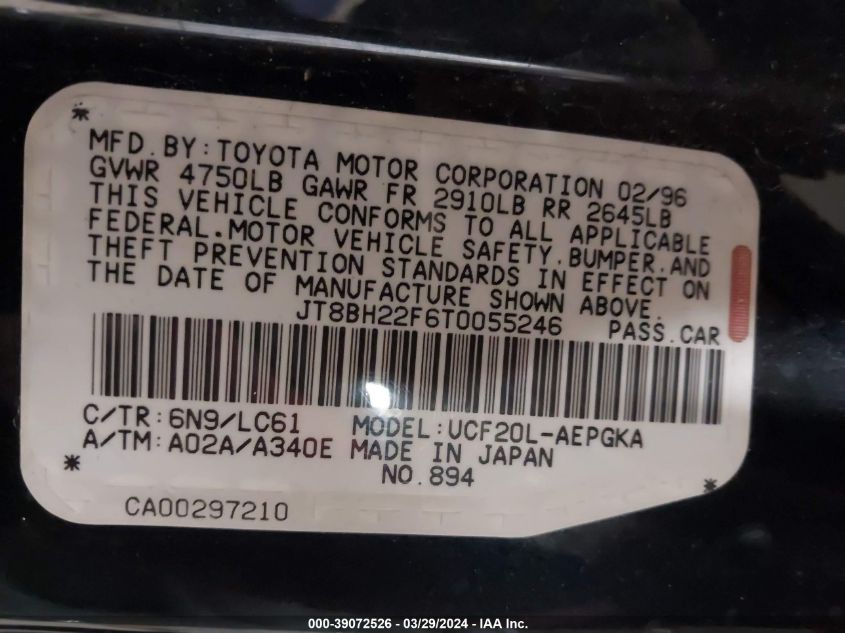 MFD.BY:TOYOTA MOTOR CORPORATION 02/96
GVWR 4750LB GAWR FR 2910LB RR 2645LB
THIS VEHICLE CONFORMS TO ALL APPLICABLE
FEDERAL.MOTOR VEHICLE SAFETY.BUMPER.AND
THEFT PREVENTION STANDARDS IN EFFECT ON
THE DATE OF MANUFACTURE SHOWN ABOVE.
JT8BH22F6T0055246 PASS.CAR
C/TR:6N9/LC61 MODEL:UCF20L-AEPGKA
A/TM:A02A/A340E MADE IN JAPAN
NO.894
CA00297210
000-39072526 - 03/29/2024 - IAA Inc.